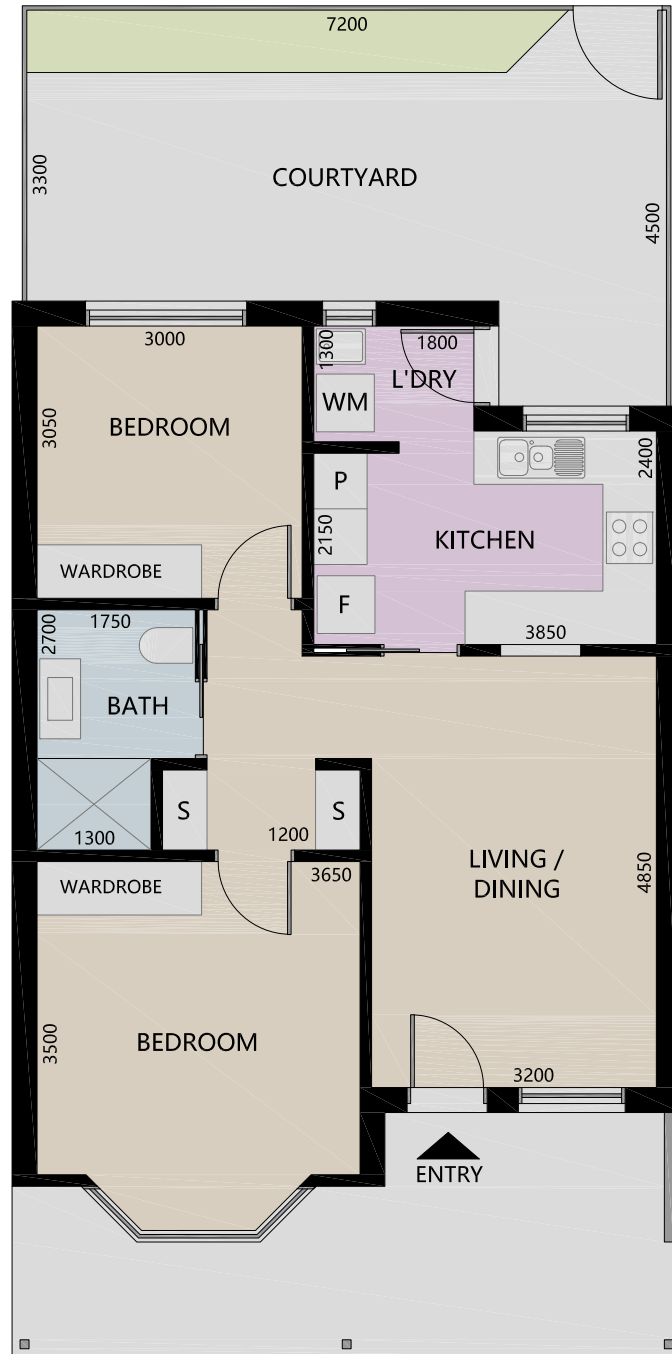 7200
3300
COURTYARD
4500
3000
3050
BEDROOM
WARDROBE
1300
1800
L'DRY
WM
P
2150
F
KITCHEN
2400
3850
2700
1750
BATH
1300
S
S
1200
WARDROBE
3650
3500
BEDROOM
LIVING /
DINING
4850
3200
ENTRY